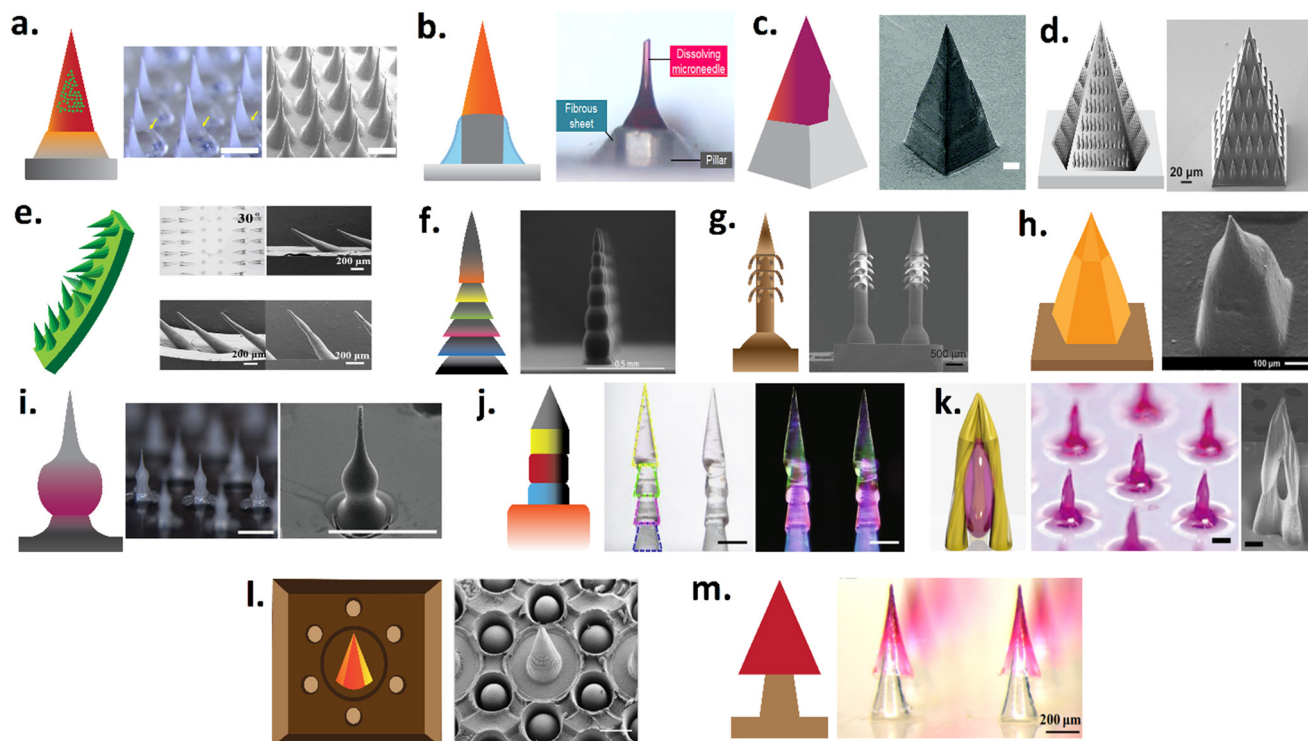 a.
b.
Dissolving
microneedle
Fibrous
sheet
Pillar
c.
d.
20 µm
e.
30°
200 µm
200 µm
200 µm
f.
0.5 mm
g.
500 µm
h.
100 µm
i.
j.
k.
l.
m.
200 µm